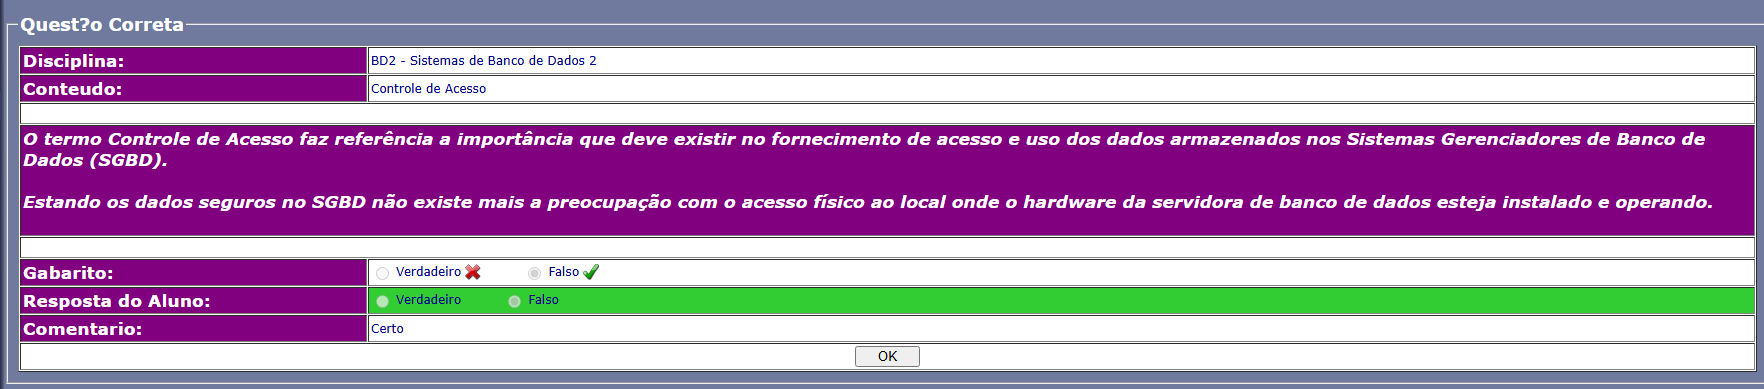 Quest?o Correta
Disciplina: BD2 - Sistemas de Banco de Dados 2
Conteudo: Controle de Acesso
O termo Controle de Acesso faz referência a importância que deve existir no fornecimento de acesso e uso dos dados armazenados nos Sistemas Gerenciadores de Banco de
Dados (SGBD).
Estando os dados seguros no SGBD não existe mais a preocupação com o acesso físico ao local onde o hardware da servidora de banco de dados esteja instalado e operando.
Gabarito: Verdadeiro Falso
Resposta do Aluno: Verdadeiro Falso
Comentario: Certo
OK